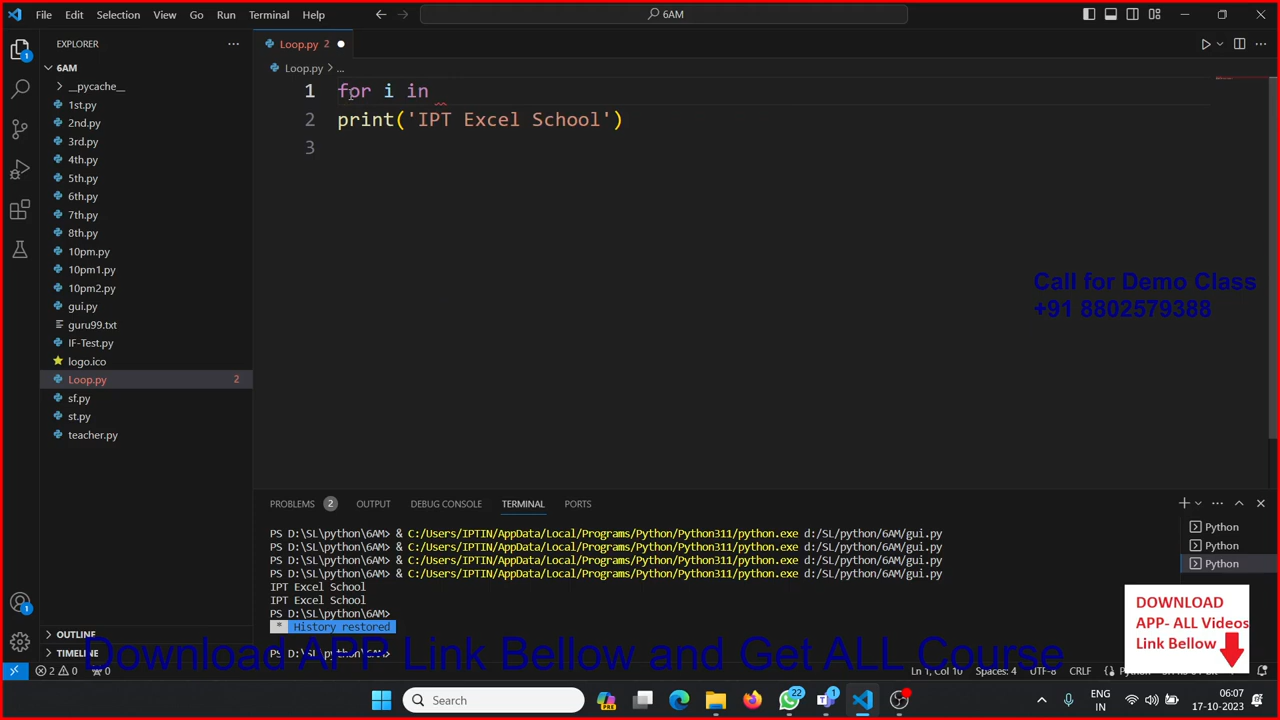 File Edit Selection View Go Run Terminal Help 6AM
EXPLORER
Loop.py 2
6AM
Loop.py > ...
__pycache__
1st.py
2nd.py
3rd.py
4th.py
5th.py
6th.py
7th.py
8th.py
10pm.py
10pm1.py
10pm2.py
gui.py
guru99.txt
IF-Test.py
logo.ico
Loop.py 2
sf.py
st.py
teacher.py
OUTLINE
TIMELINE
1 for i in
2 print('IPT Excel School')
3
Call for Demo Class
+91 8802579388
PROBLEMS 2 OUTPUT DEBUG CONSOLE TERMINAL PORTS
PS D:\SL\python\6AM> & C:/Users/IPTIN/AppData/Local/Programs/Python/Python311/python.exe d:/SL/python/6AM/gui.py
PS D:\SL\python\6AM> & C:/Users/IPTIN/AppData/Local/Programs/Python/Python311/python.exe d:/SL/python/6AM/gui.py
PS D:\SL\python\6AM> & C:/Users/IPTIN/AppData/Local/Programs/Python/Python311/python.exe d:/SL/python/6AM/gui.py
PS D:\SL\python\6AM> & C:/Users/IPTIN/AppData/Local/Programs/Python/Python311/python.exe d:/SL/python/6AM/gui.py
IPT Excel School
IPT Excel School
PS D:\SL\python\6AM>
* History restored
PS D:\SL\python\6AM>
Python
Python
Python
DOWNLOAD
APP- ALL Videos
Link Bellow
Download APP Link Bellow and Get ALL Course
2 0 0 Ln 1, Col 10 Spaces: 4 UTF-8 CRLF
Search
22
1
ENG
IN
06:07
17-10-2023